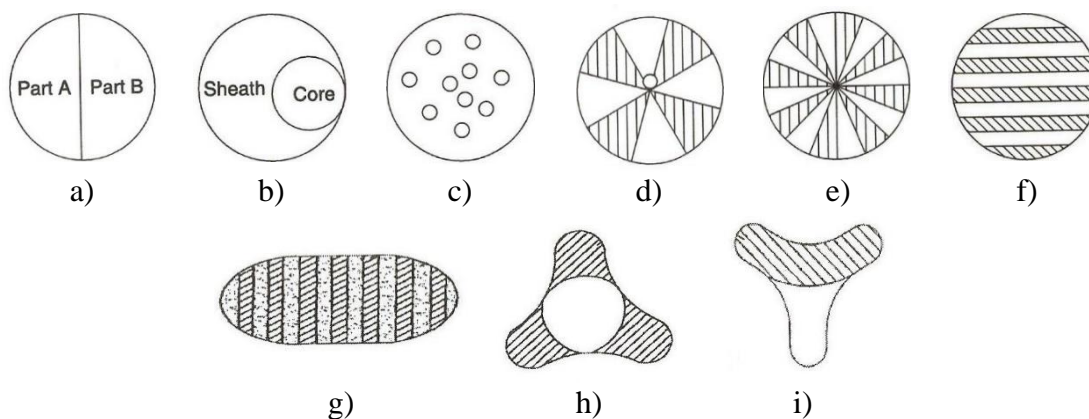 Part A Part B
Sheath
Core
a) b) c) d) e) f)
g) h) i)